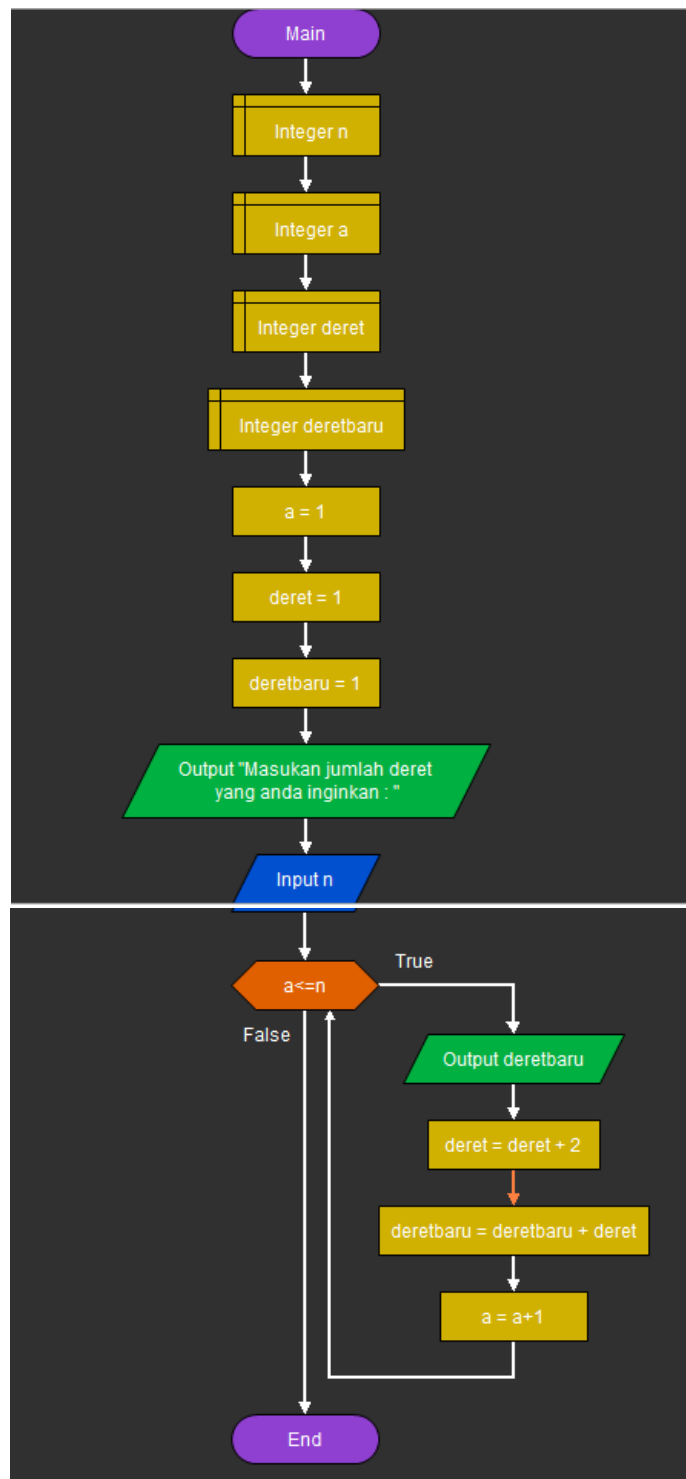 Main
Integer n
Integer a
Integer deret
Integer deretbaru
a = 1
deret = 1
deretbaru = 1
Output "Masukan jumlah deret
yang anda inginkan : "
Input n
a<=n
True
False
Output deretbaru
deret = deret + 2
deretbaru = deretbaru + deret
a = a+1
End